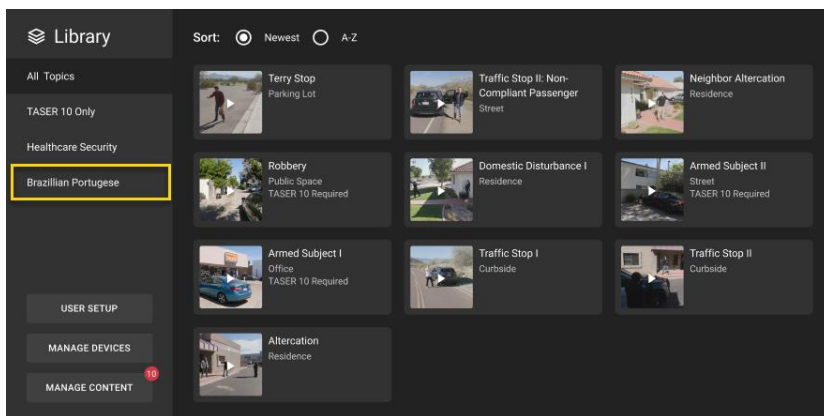 Library
All Topics
TASER 10 Only
Healthcare Security
Brazillian Portugese
USER SETUP
MANAGE DEVICES
10
MANAGE CONTENT
Sort: Newest A-Z
Terry Stop
Parking Lot
Traffic Stop II: Non-
Compliant Passenger
Street
Neighbor Altercation
Residence
Robbery
Public Space
TASER 10 Required
Domestic Disturbance I
Residence
Armed Subject II
Street
TASER 10 Required
Armed Subject I
Office
TASER 10 Required
Traffic Stop I
Curbside
Traffic Stop II
Curbside
Altercation
Residence